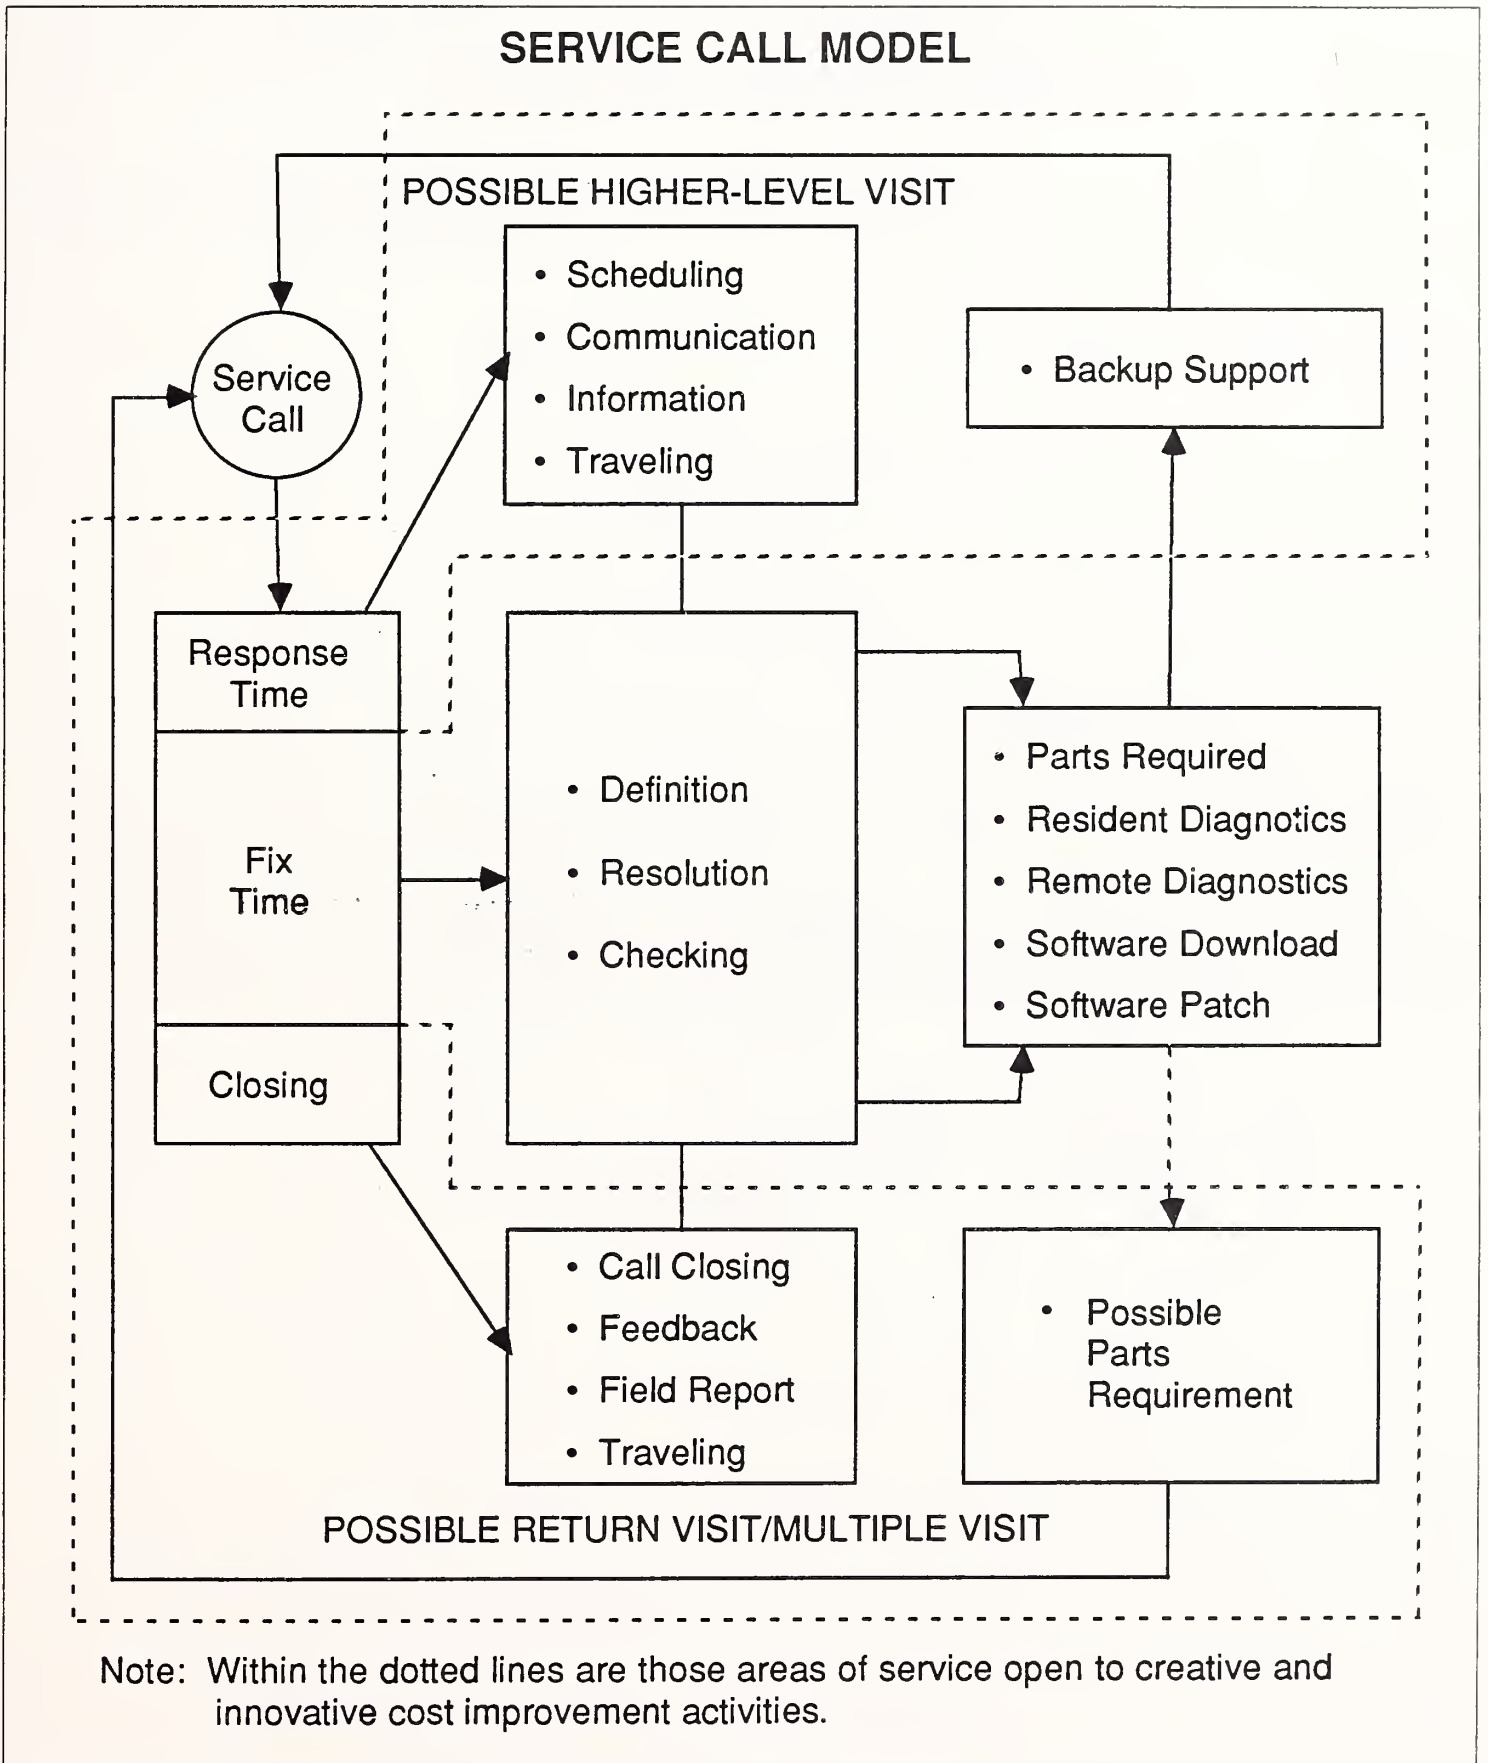 SERVICE CALL MODEL
POSSIBLE HIGHER-LEVEL VISIT
• Scheduling
• Communication
• Information
• Traveling
• Backup Support
Service
Call
Response
Time
Fix
Time
Closing
• Definition
• Resolution
• Checking
• Parts Required
• Resident Diagnotics
• Remote Diagnostics
• Software Download
• Software Patch
• Call Closing
• Feedback
• Field Report
• Traveling
• Possible
Parts
Requirement
POSSIBLE RETURN VISIT/MULTIPLE VISIT
Note: Within the dotted lines are those areas of service open to creative and
innovative cost improvement activities.